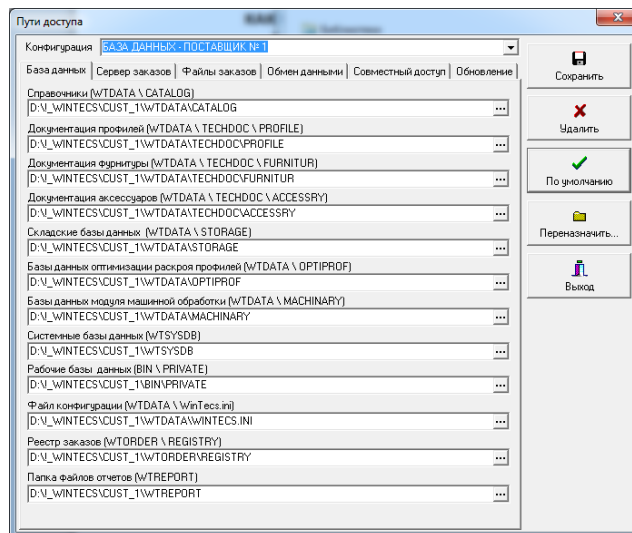 Пути доступа
Конфигурация БАЗА ДАННЫХ - ПОСТАВЩИК № 1
База данных Сервер заказов Файлы заказов Обмен данными Совместный доступ Обновление
Справочники (WTDATA \ CATALOG)
D:\!_WINTECS\CUST_1\WTDATA\CATALOG ...
Документация профилей (WTDATA \ TECHDOC \ PROFILE)
D:\!_WINTECS\CUST_1\WTDATA\TECHDOC\PROFILE ...
Документация фурнитуры (WTDATA \ TECHDOC \ FURNITUR)
D:\!_WINTECS\CUST_1\WTDATA\TECHDOC\FURNITUR ...
Документация аксессуаров (WTDATA \ TECHDOC \ ACCESSRY)
D:\!_WINTECS\CUST_1\WTDATA\TECHDOC\ACCESSRY ...
Складские базы данных (WTDATA \ STORAGE)
D:\!_WINTECS\CUST_1\WTDATA\STORAGE ...
Базы данных оптимизации раскроя профилей (WTDATA \ OPTIPROF)
D:\!_WINTECS\CUST_1\WTDATA\OPTIPROF ...
Базы данных модуля машинной обработки (WTDATA \ MACHINARY)
D:\!_WINTECS\CUST_1\WTDATA\MACHINARY ...
Системные базы данных (WTSYSDB)
D:\!_WINTECS\CUST_1\WTSYSDB ...
Рабочие базы данных (BIN \ PRIVATE)
D:\!_WINTECS\CUST_1\BIN\PRIVATE ...
Файл конфигурации (WTDATA \ WinTecs.ini)
D:\!_WINTECS\CUST_1\WTDATA\WINTECS.INI ...
Реестр заказов (WTORDER \ REGISTRY)
D:\!_WINTECS\CUST_1\WTORDER\REGISTRY ...
Папка файлов отчетов (WTREPORT)
D:\!_WINTECS\CUST_1\WTREPORT ...
Сохранить
Удалить
По умолчанию
Переназначить...
Выход